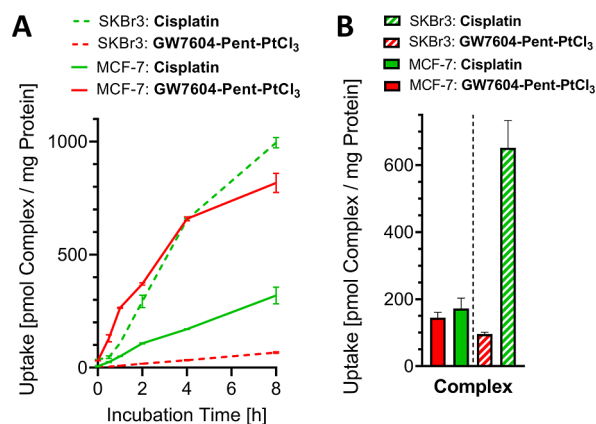 A
SKBr3: Cisplatin
SKBr3: GW7604-Pent-PtCl3
MCF-7: Cisplatin
MCF-7: GW7604-Pent-PtCl3
Uptake [pmol Complex / mg Protein]
1000
500
0
0 2 4 6 8
Incubation Time [h]
B
SKBr3: Cisplatin
SKBr3: GW7604-Pent-PtCl3
MCF-7: Cisplatin
MCF-7: GW7604-Pent-PtCl3
Uptake [pmol Complex / mg Protein]
600
400
200
0
Complex